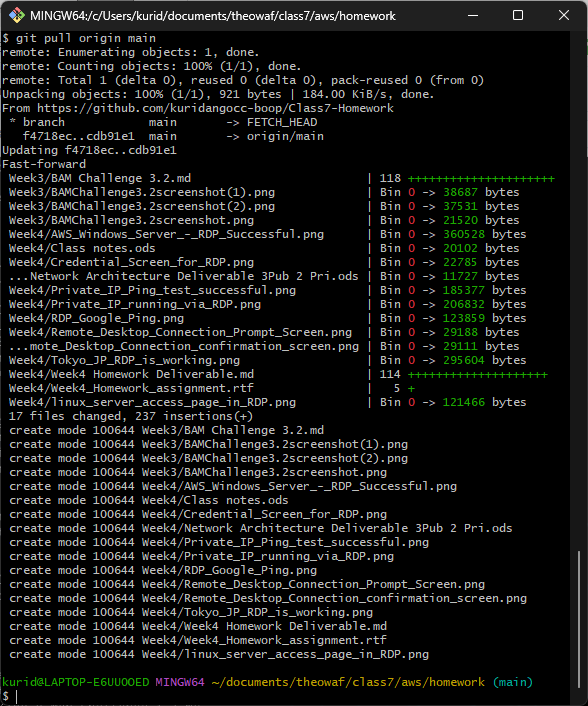 MINGW64:/c/Users/kurid/documents/theowaf/class7/aws/homework
$ git pull origin main
remote: Enumerating objects: 1, done.
remote: Counting objects: 100% (1/1), done.
remote: Total 1 (delta 0), reused 0 (delta 0), pack-reused 0 (from 0)
Unpacking objects: 100% (1/1), 921 bytes | 184.00 KiB/s, done.
From https://github.com/kuridangocc-boop/Class7-Homework
 * branch            main       -> FETCH_HEAD
   f4718ec..cdb91e1  main       -> origin/main
Updating f4718ec..cdb91e1
Fast-forward
 Week3/BAM Challenge 3.2.md                         | 118 +++++++++++++++++++++
 Week3/BAMChallenge3.2screenshot(1).png             | Bin 0 -> 38687 bytes
 Week3/BAMChallenge3.2screenshot(2).png             | Bin 0 -> 37531 bytes
 Week3/BAMChallenge3.2screenshot.png                | Bin 0 -> 21520 bytes
 Week4/AWS_Windows_Server_-_RDP_Successful.png      | Bin 0 -> 360528 bytes
 Week4/Class notes.ods                              | Bin 0 -> 20102 bytes
 Week4/Credential_Screen_for_RDP.png                | Bin 0 -> 22785 bytes
 ...Network Architecture Deliverable 3Pub 2 Pri.ods | Bin 0 -> 11727 bytes
 Week4/Private_IP_Ping_test_successful.png          | Bin 0 -> 185377 bytes
 Week4/Private_IP_running_via_RDP.png               | Bin 0 -> 206832 bytes
 Week4/RDP_Google_Ping.png                          | Bin 0 -> 123859 bytes
 Week4/Remote_Desktop_Connection_Prompt_Screen.png  | Bin 0 -> 29188 bytes
 ...mote_Desktop_Connection_confirmation_screen.png | Bin 0 -> 29111 bytes
 Week4/Tokyo_JP_RDP_is_working.png                  | Bin 0 -> 295604 bytes
 Week4/Week4 Homework Deliverable.md                | 114 ++++++++++++++++++++
 Week4/Week4_Homework_assignment.rtf                |   5 +
 Week4/linux_server_access_page_in_RDP.png          | Bin 0 -> 121466 bytes
 17 files changed, 237 insertions(+)
 create mode 100644 Week3/BAM Challenge 3.2.md
 create mode 100644 Week3/BAMChallenge3.2screenshot(1).png
 create mode 100644 Week3/BAMChallenge3.2screenshot(2).png
 create mode 100644 Week3/BAMChallenge3.2screenshot.png
 create mode 100644 Week4/AWS_Windows_Server_-_RDP_Successful.png
 create mode 100644 Week4/Class notes.ods
 create mode 100644 Week4/Credential_Screen_for_RDP.png
 create mode 100644 Week4/Network Architecture Deliverable 3Pub 2 Pri.ods
 create mode 100644 Week4/Private_IP_Ping_test_successful.png
 create mode 100644 Week4/Private_IP_running_via_RDP.png
 create mode 100644 Week4/RDP_Google_Ping.png
 create mode 100644 Week4/Remote_Desktop_Connection_Prompt_Screen.png
 create mode 100644 Week4/Remote_Desktop_Connection_confirmation_screen.png
 create mode 100644 Week4/Tokyo_JP_RDP_is_working.png
 create mode 100644 Week4/Week4 Homework Deliverable.md
 create mode 100644 Week4/Week4_Homework_assignment.rtf
 create mode 100644 Week4/linux_server_access_page_in_RDP.png
kurid@LAPTOP-E6UUOOED MINGW64 ~/documents/theowaf/class7/aws/homework (main)
$